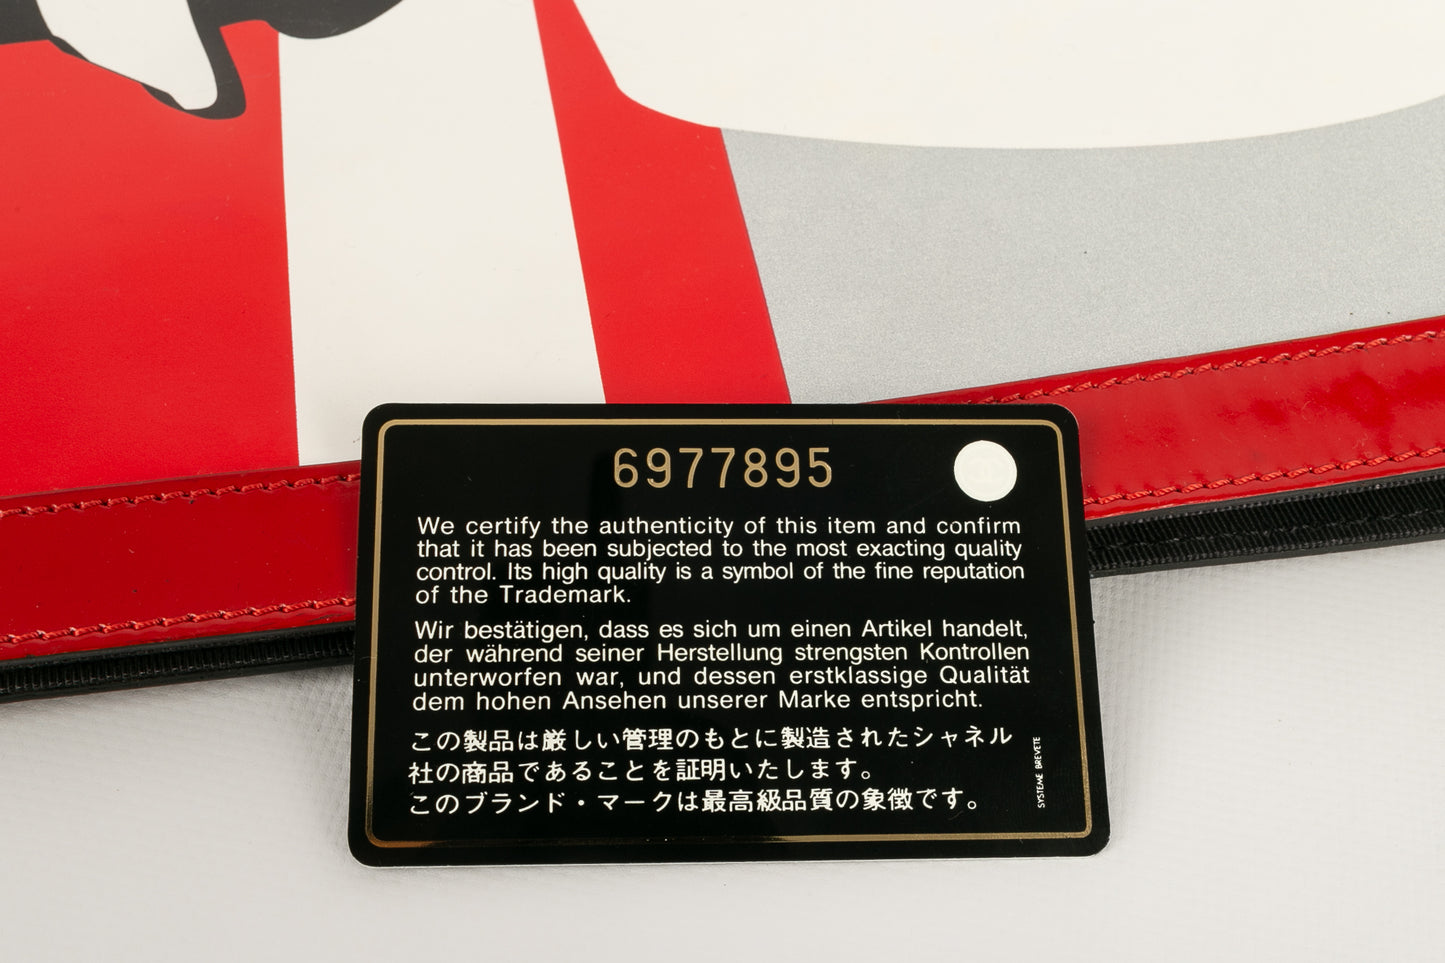 6977895
We certify the authenticity of this item and confirm
that it has been subjected to the most exacting quality
control. Its high quality is a symbol of the fine reputation
of the Trademark.
Wir bestätigen, dass es sich um einen Artikel handelt,
der während seiner Herstellung strengsten Kontrollen
unterworfen war, und dessen erstklassige Qualität
dem hohen Ansehen unserer Marke entspricht.
この製品は厳しい管理のもとに製造されたシャネル
社の商品であることを証明いたします。
このブランド・マークは最高級品質の象徴です。
SYSTEME BREVETE